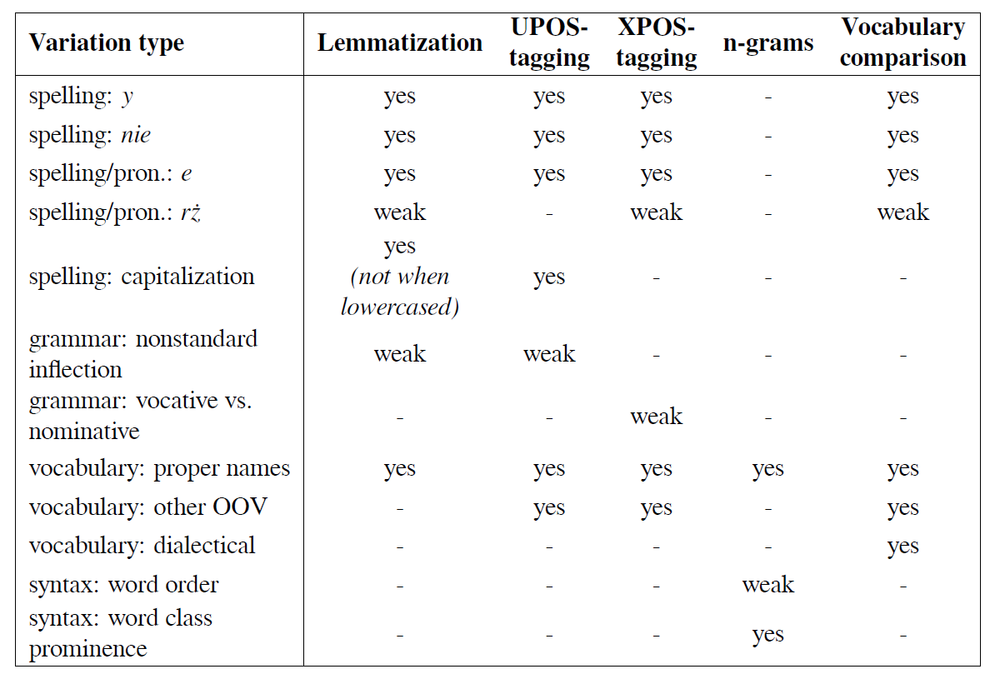 Variation type Lemmatization UPOS-tagging XPOS-tagging n-grams Vocabulary comparison
spelling: y yes yes yes - yes
spelling: nie yes yes yes - yes
spelling/pron.: e yes yes yes - yes
spelling/pron.: rż weak - weak - weak
spelling: capitalization yes (not when lowercased) yes - - -
grammar: nonstandard inflection weak weak - - -
grammar: vocative vs. nominative - - weak - -
vocabulary: proper names yes yes yes yes yes
vocabulary: other OOV - yes yes - yes
vocabulary: dialectical - - - - yes
syntax: word order - - - weak -
syntax: word class prominence - - - yes -